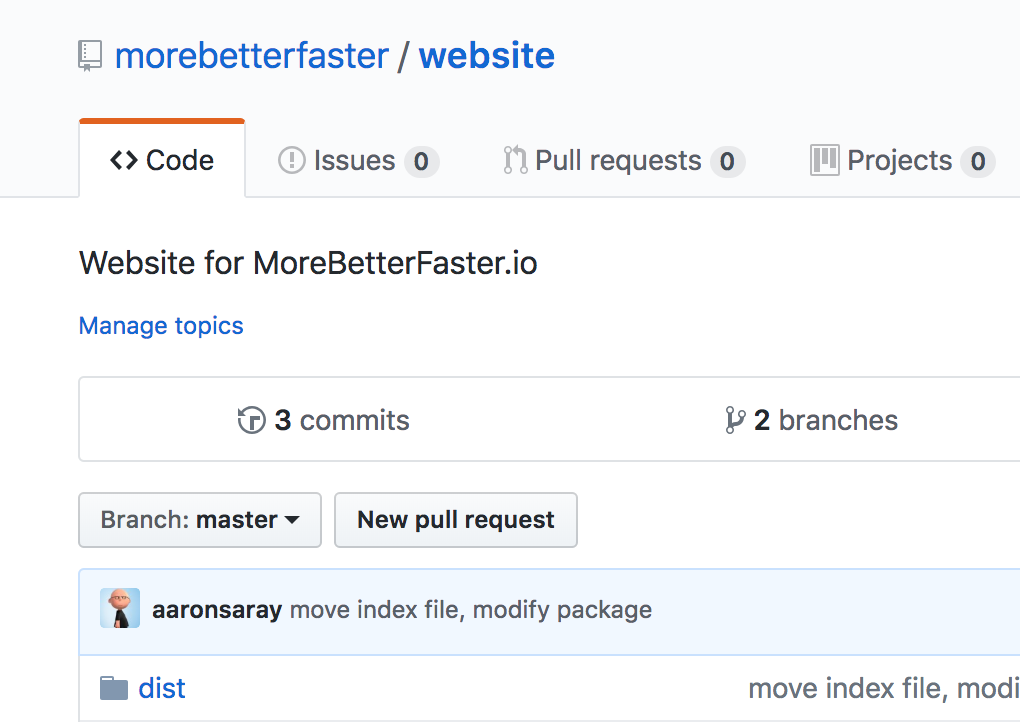 morebetterfaster / website
Code Issues 0 Pull requests 0 Projects 0
Website for MoreBetterFaster.io
Manage topics
3 commits 2 branches
Branch: master New pull request
aaronsaray move index file, modify package
dist move index file, modi